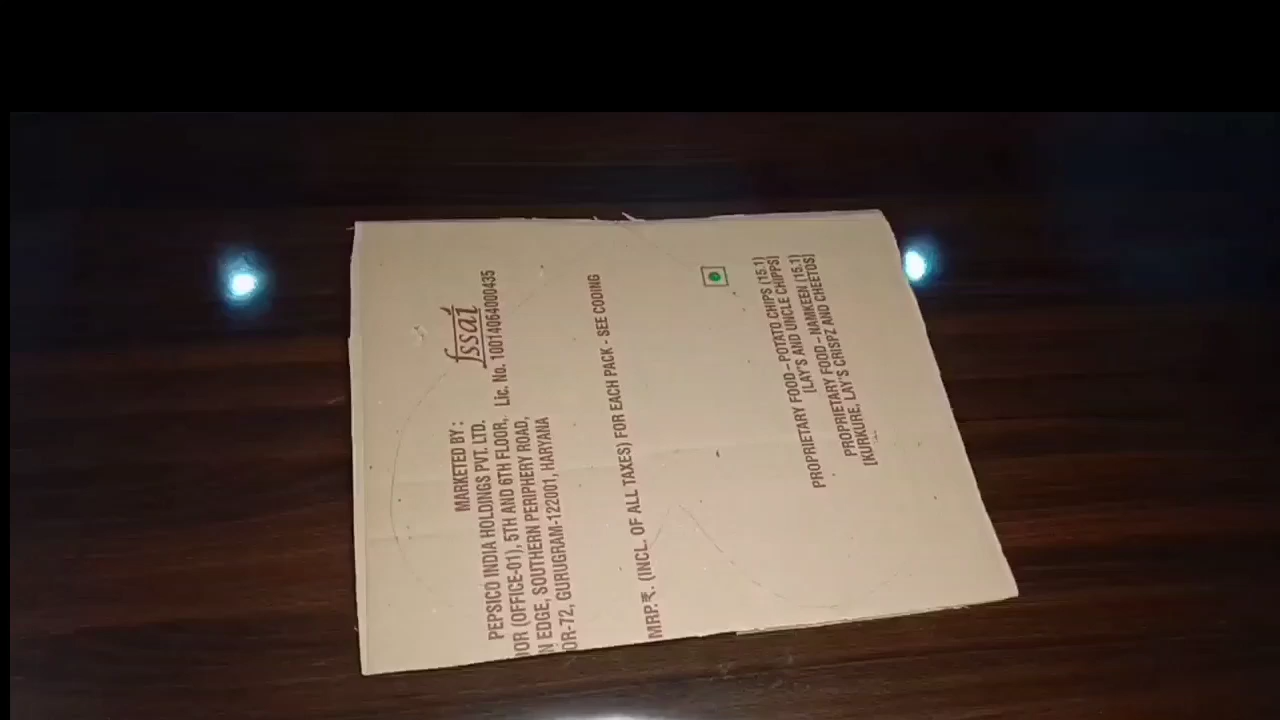 MARKETED BY :
PEPSICO INDIA HOLDINGS PVT. LTD.
OOR (OFFICE-01), 5TH AND 6TH FLOOR,
N EDGE, SOUTHERN PERIPHERY ROAD,
OR-72, GURUGRAM-122001, HARYANA
fssai
Lic. No. 10014064000435
MRP.₹. (INCL. OF ALL TAXES) FOR EACH PACK - SEE CODING
PROPRIETARY FOOD – POTATO CHIPS (15.1)
(LAY'S AND UNCLE CHIPPS)
PROPRIETARY FOOD – NAMKEEN (15.1)
[KURKURE, LAY'S CRISPZ AND CHEETOS]